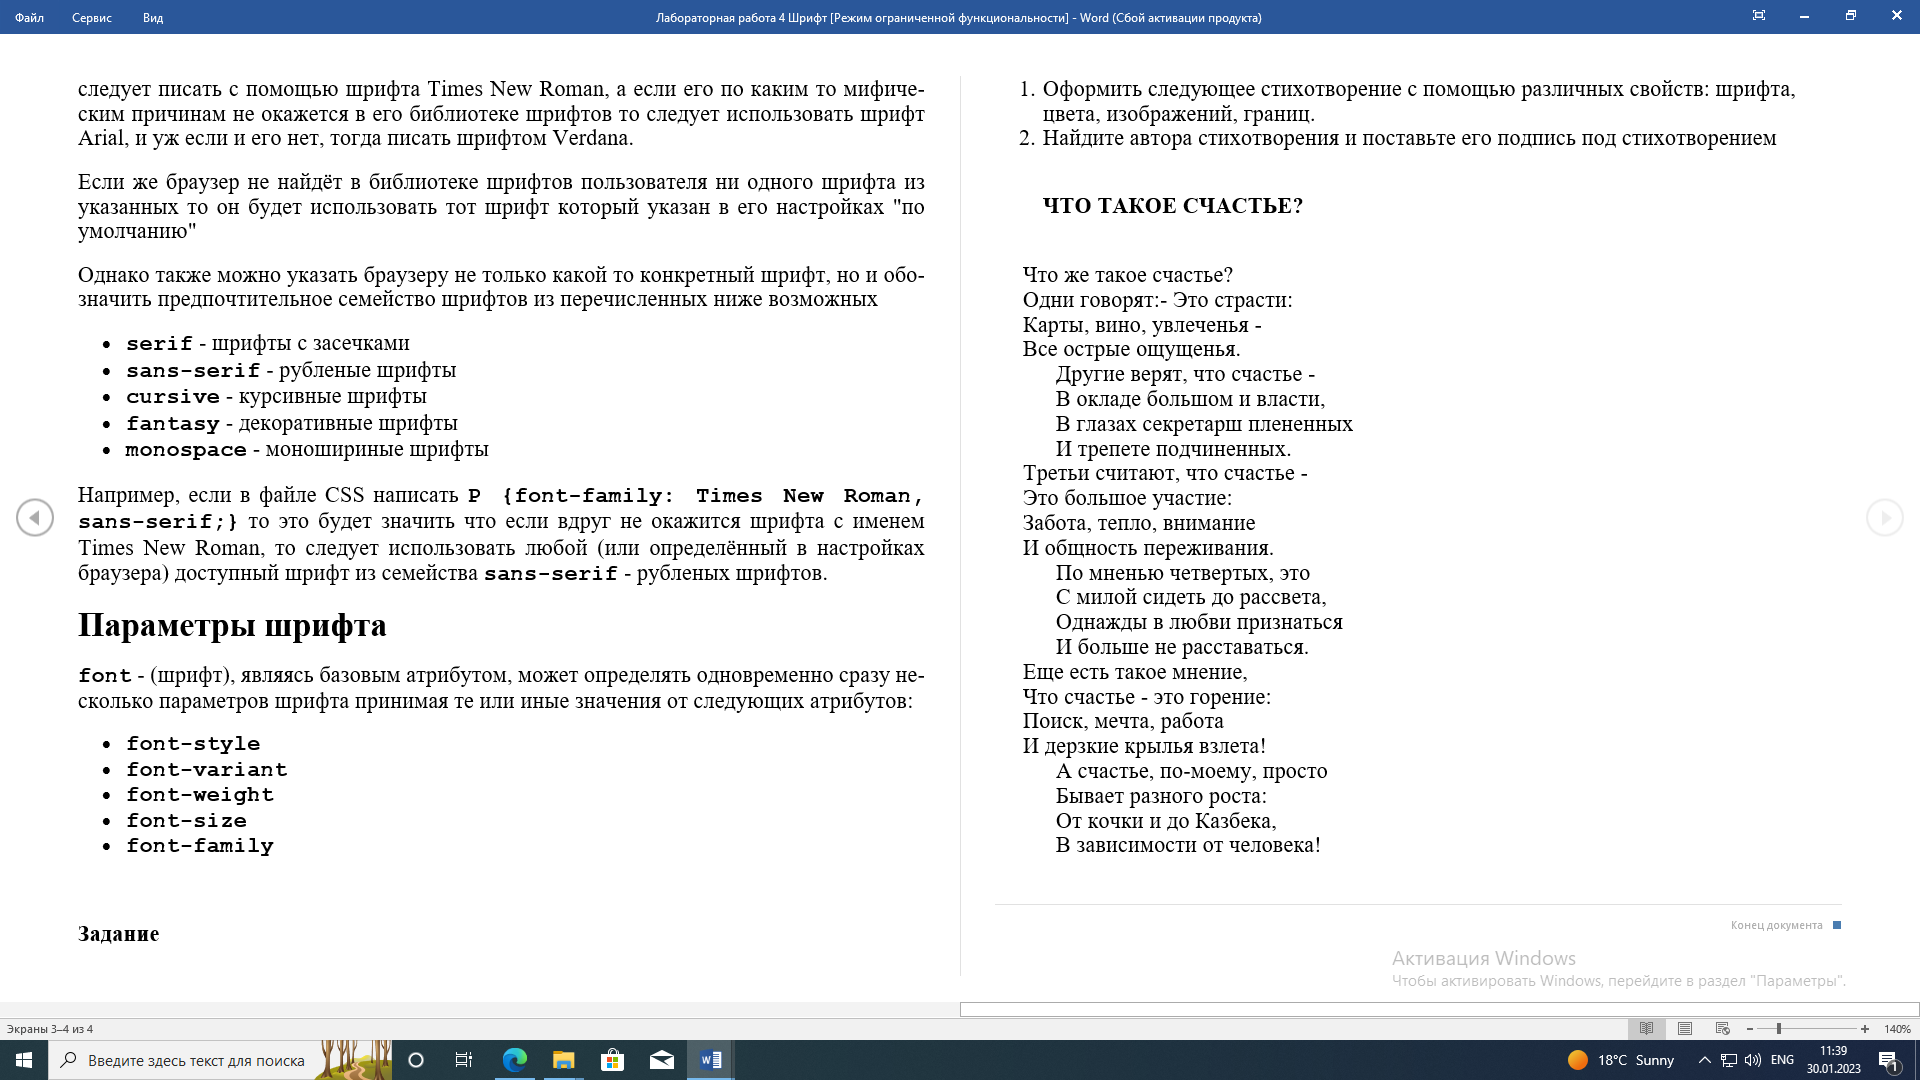 Файл Сервис Вид
Лабораторная работа 4 Шрифт [Режим ограниченной функциональности] - Word (Сбой активации продукта)
следует писать с помощью шрифта Times New Roman, а если его по каким то мифиче-
ским причинам не окажется в его библиотеке шрифтов то следует использовать шрифт
Arial, и уж если и его нет, тогда писать шрифтом Verdana.
Если же браузер не найдёт в библиотеке шрифтов пользователя ни одного шрифта из
указанных то он будет использовать тот шрифт который указан в его настройках "по
умолчанию"
Однако также можно указать браузеру не только какой то конкретный шрифт, но и обо-
значить предпочтительное семейство шрифтов из перечисленных ниже возможных
• serif - шрифты с засечками
• sans-serif - рубленые шрифты
• cursive - курсивные шрифты
• fantasy - декоративные шрифты
• monospace - моношириные шрифты
Например, если в файле CSS написать P {font-family: Times New Roman,
sans-serif;} то это будет значить что если вдруг не окажится шрифта с именем
Times New Roman, то следует использовать любой (или определённый в настройках
браузера) доступный шрифт из семейства sans-serif - рубленых шрифтов.
Параметры шрифта
font - (шрифт), являясь базовым атрибутом, может определять одновременно сразу не-
сколько параметров шрифта принимая те или иные значения от следующих атрибутов:
• font-style
• font-variant
• font-weight
• font-size
• font-family
Задание
1. Оформить следующее стихотворение с помощью различных свойств: шрифта,
цвета, изображений, границ.
2. Найдите автора стихотворения и поставьте его подпись под стихотворением
ЧТО ТАКОЕ СЧАСТЬЕ?
Что же такое счастье?
Одни говорят:- Это страсти:
Карты, вино, увлеченья -
Все острые ощущенья.
Другие верят, что счастье -
В окладе большом и власти,
В глазах секретарш плененных
И трепете подчиненных.
Третьи считают, что счастье -
Это большое участие:
Забота, тепло, внимание
И общность переживания.
По мненью четвертых, это
С милой сидеть до рассвета,
Однажды в любви признаться
И больше не расставаться.
Еще есть такое мнение,
Что счастье - это горение:
Поиск, мечта, работа
И дерзкие крылья взлета!
А счастье, по-моему, просто
Бывает разного роста:
От кочки и до Казбека,
В зависимости от человека!
Конец документа
Активация Windows
Чтобы активировать Windows, перейдите в раздел "Параметры".
Экраны 3–4 из 4
140%
Введите здесь текст для поиска
18°C Sunny
ENG
11:39
30.01.2023
1